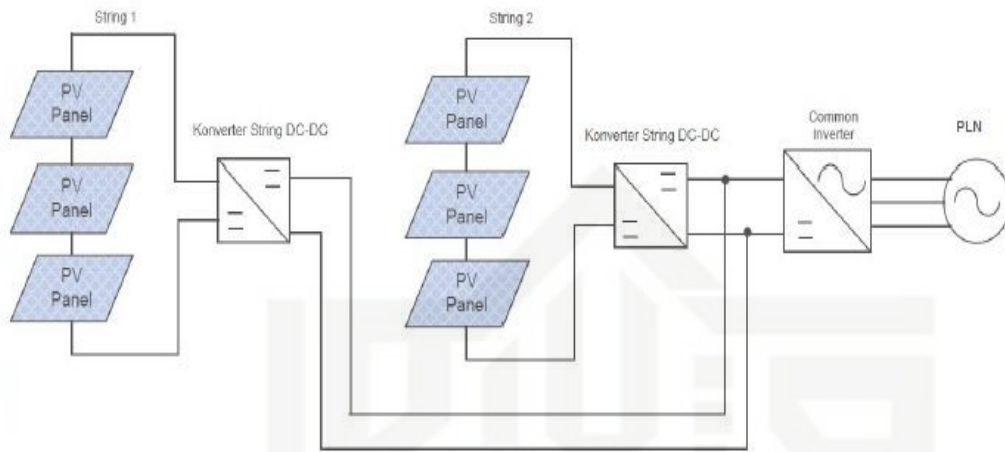 String 1
PV
Panel
PV
Panel
PV
Panel
Konverter String DC-DC
String 2
PV
Panel
PV
Panel
PV
Panel
Konverter String DC-DC
Common
Inverter
PLN